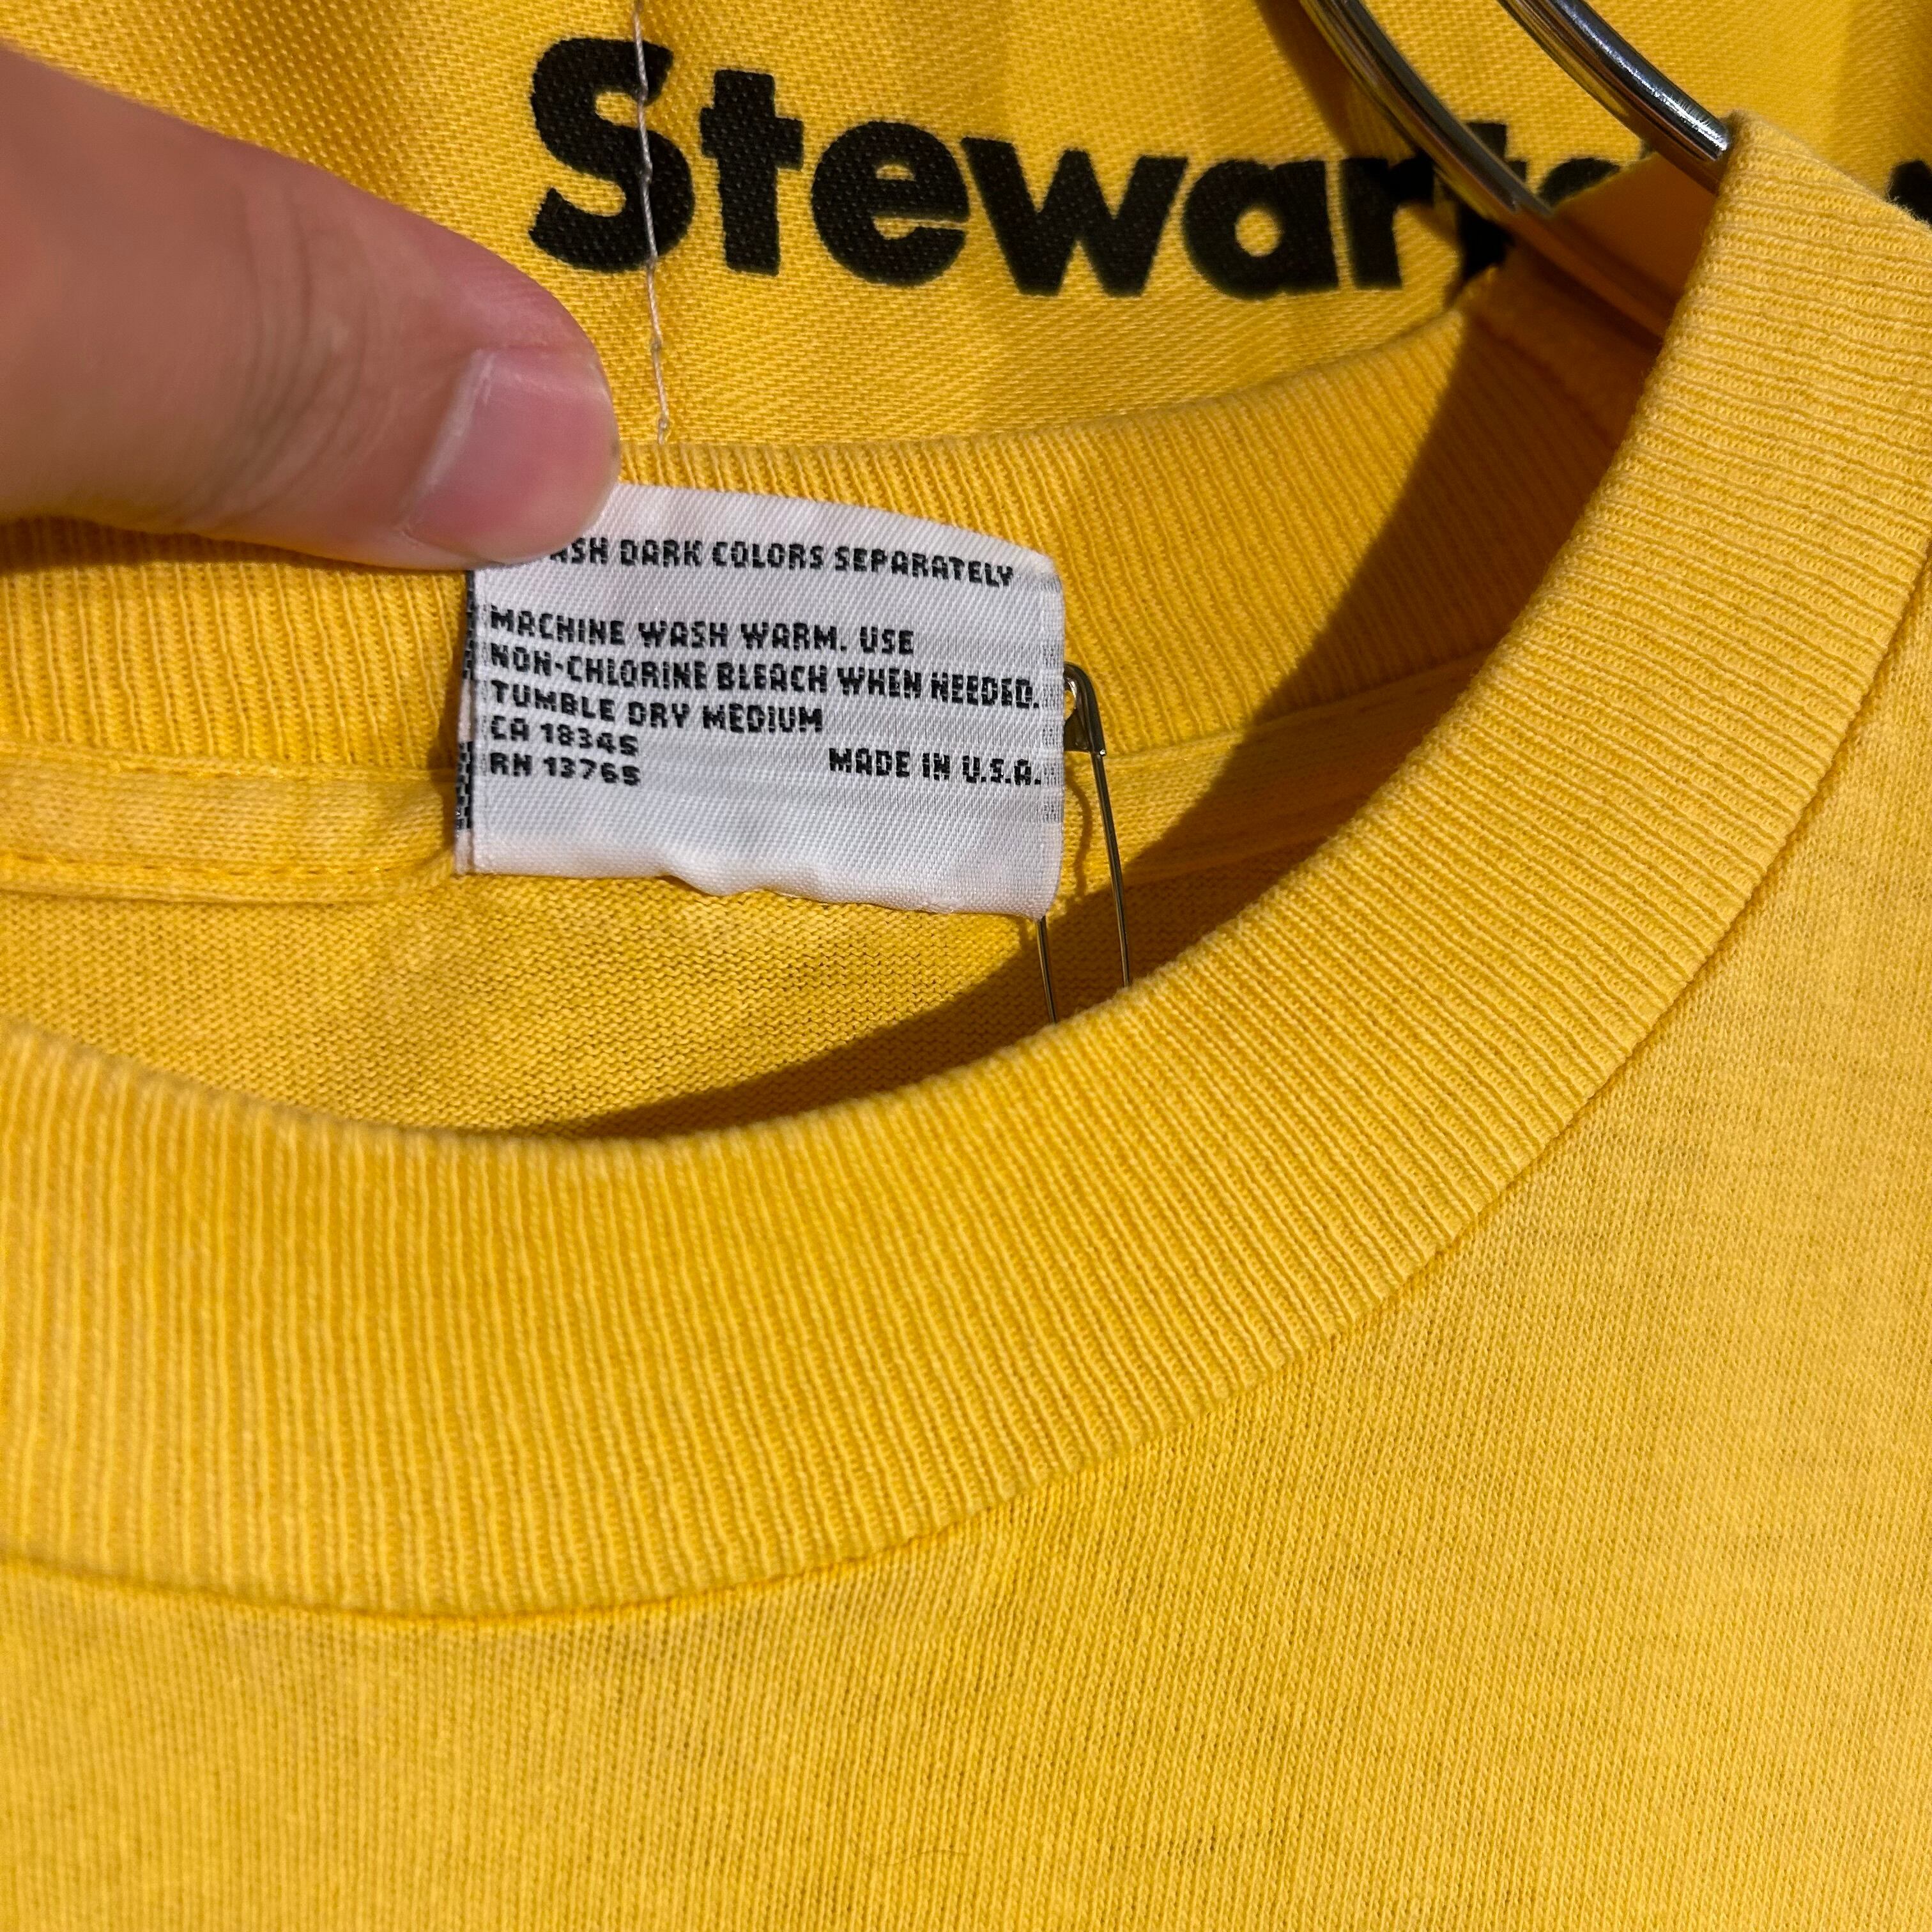 Stewart
ASH DARK COLORS SEPARATELY
MACHINE WASH WARM. USE
NON-CHLORINE BLEACH WHEN NEEDED.
TUMBLE DRY MEDIUM
CA 18345
RN 13765 MADE IN U.S.A.